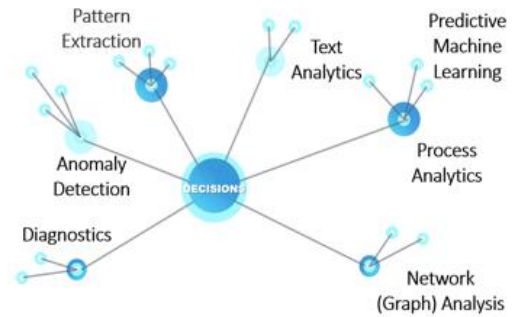 Pattern
Extraction
Text
Analytics
Predictive
Machine
Learning
Anomaly
Detection
DECISIONS
Process
Analytics
Diagnostics
Network
(Graph) Analysis